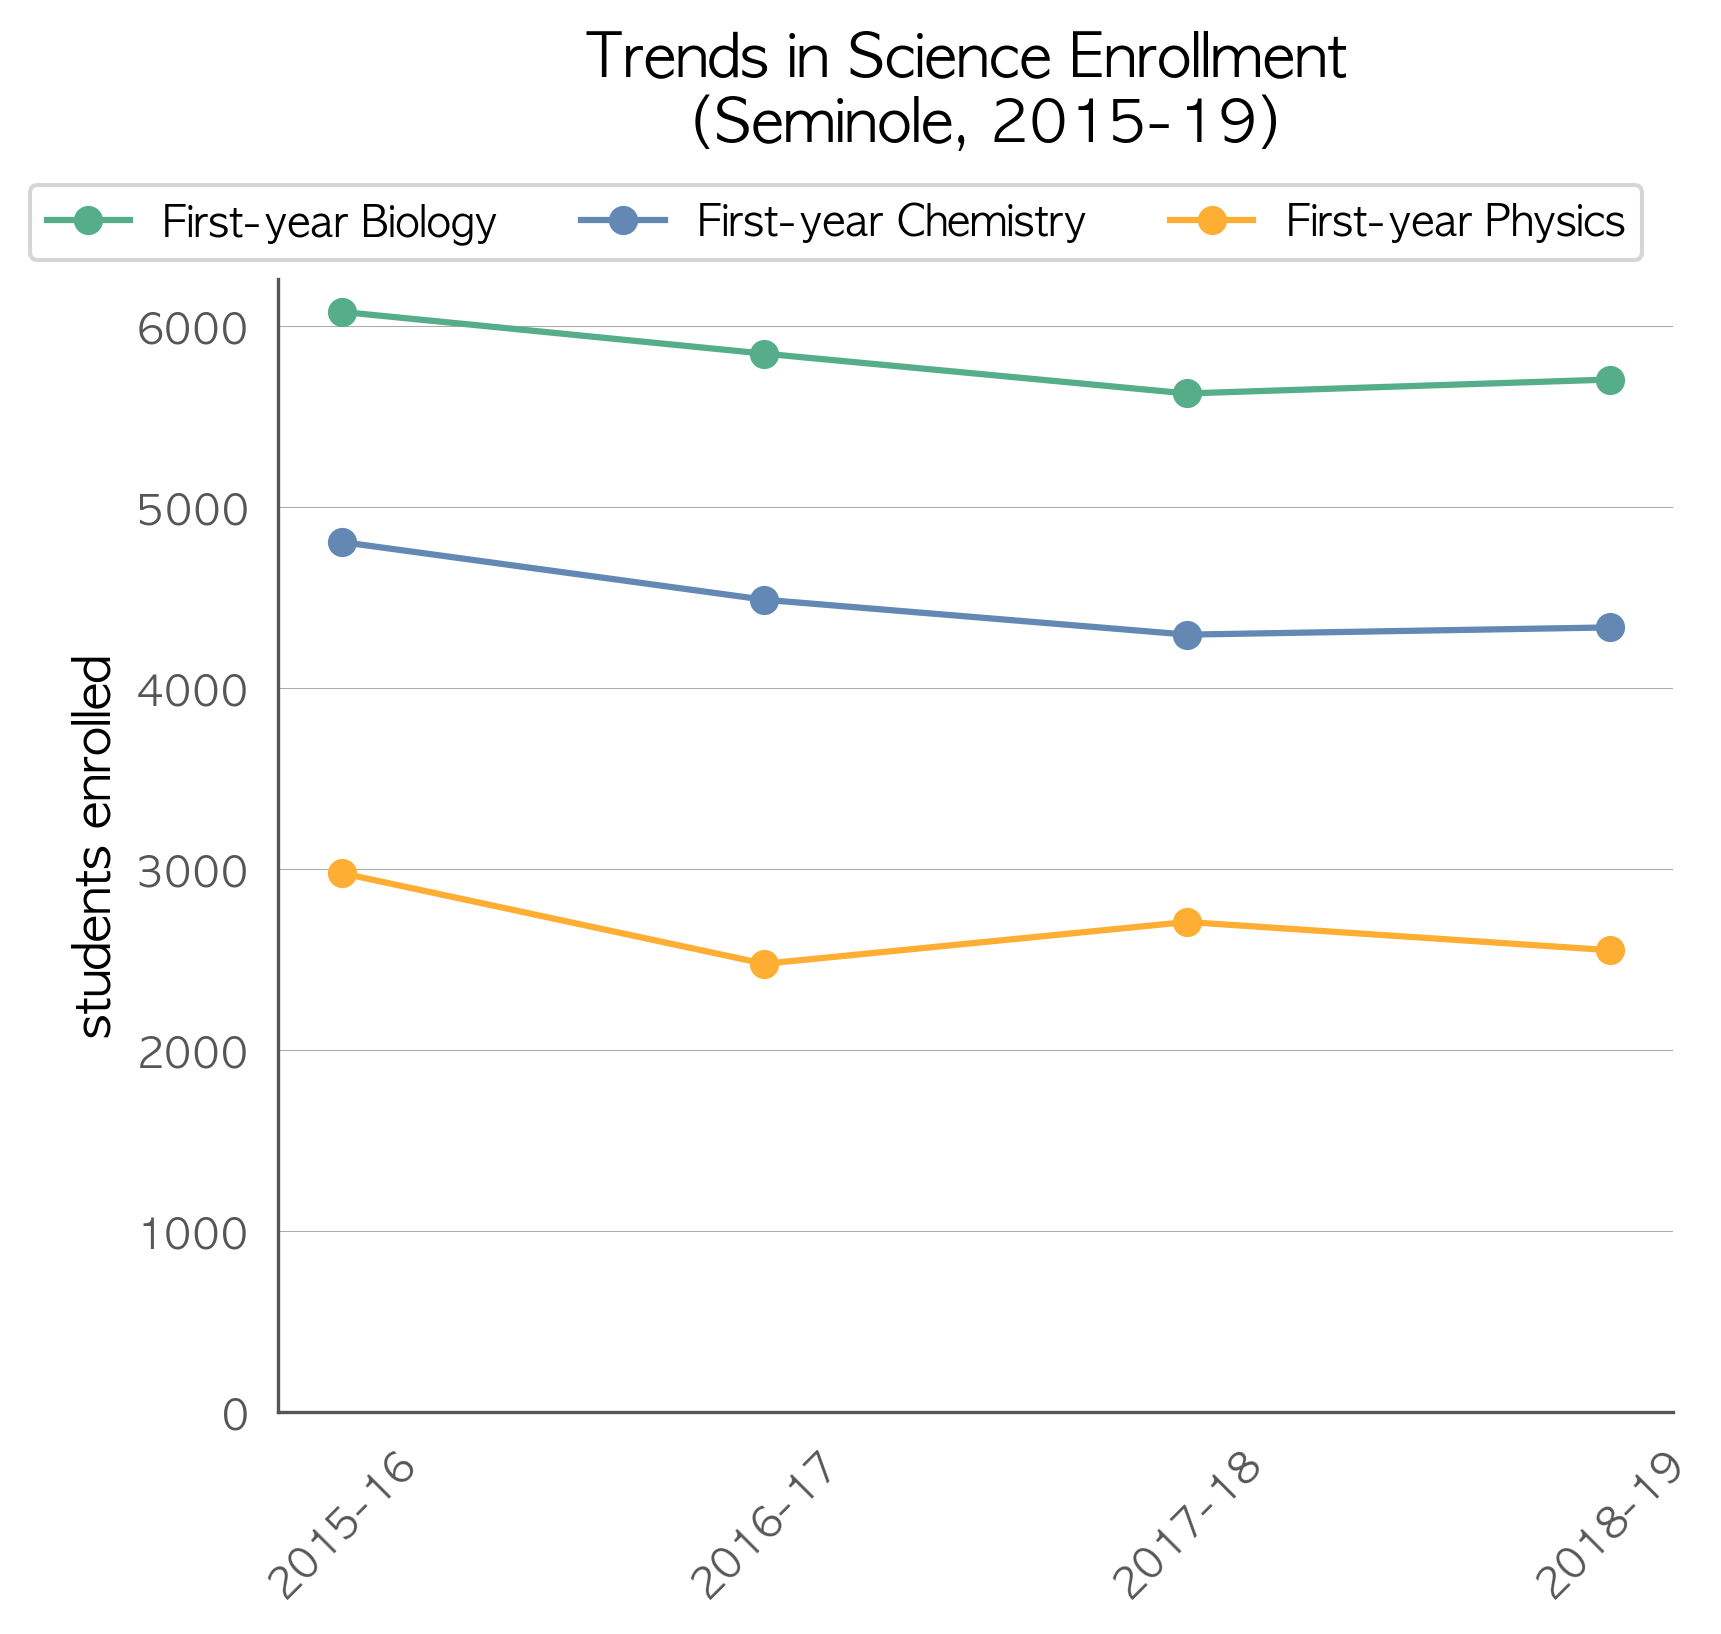 Trends in Science Enrollment
(Seminole, 2015-19)
First-year Biology First-year Chemistry First-year Physics
6000
5000
4000
3000
2000
1000
0
students enrolled
2015-16 2016-17 2017-18 2018-19